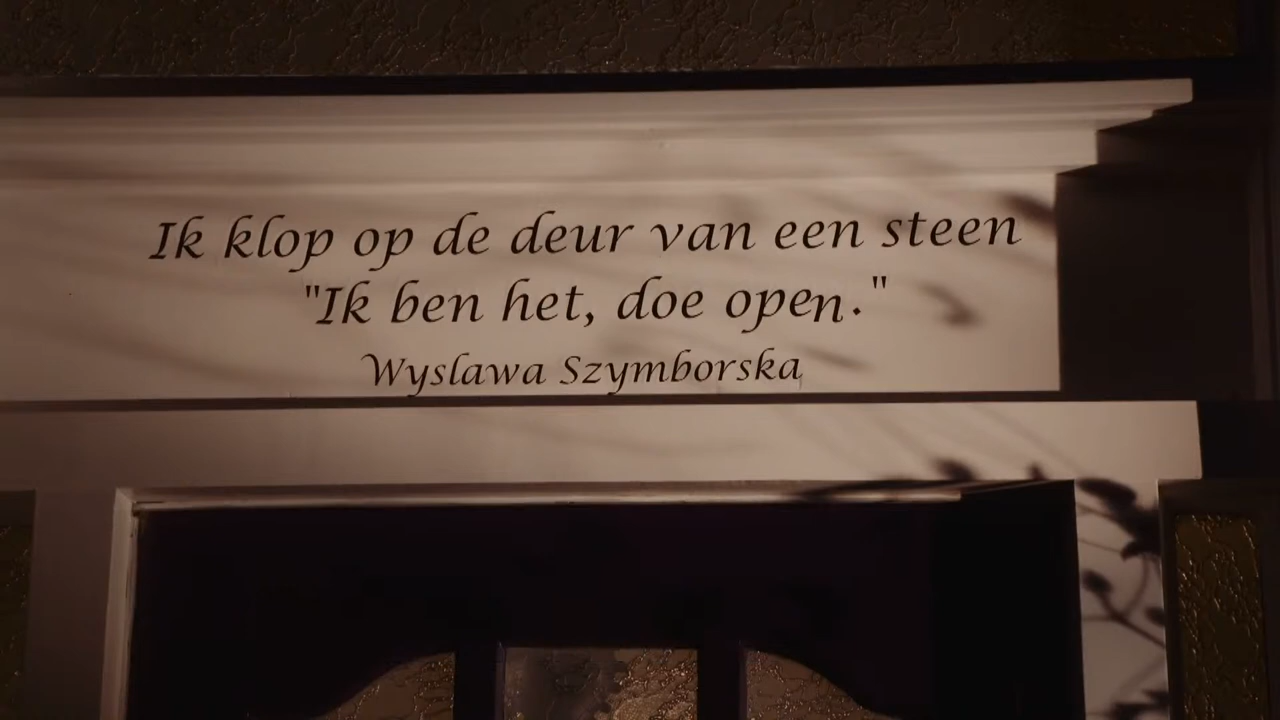 Ik klop op de deur van een steen
"Ik ben het, doe open."
Wyslawa Szymborska